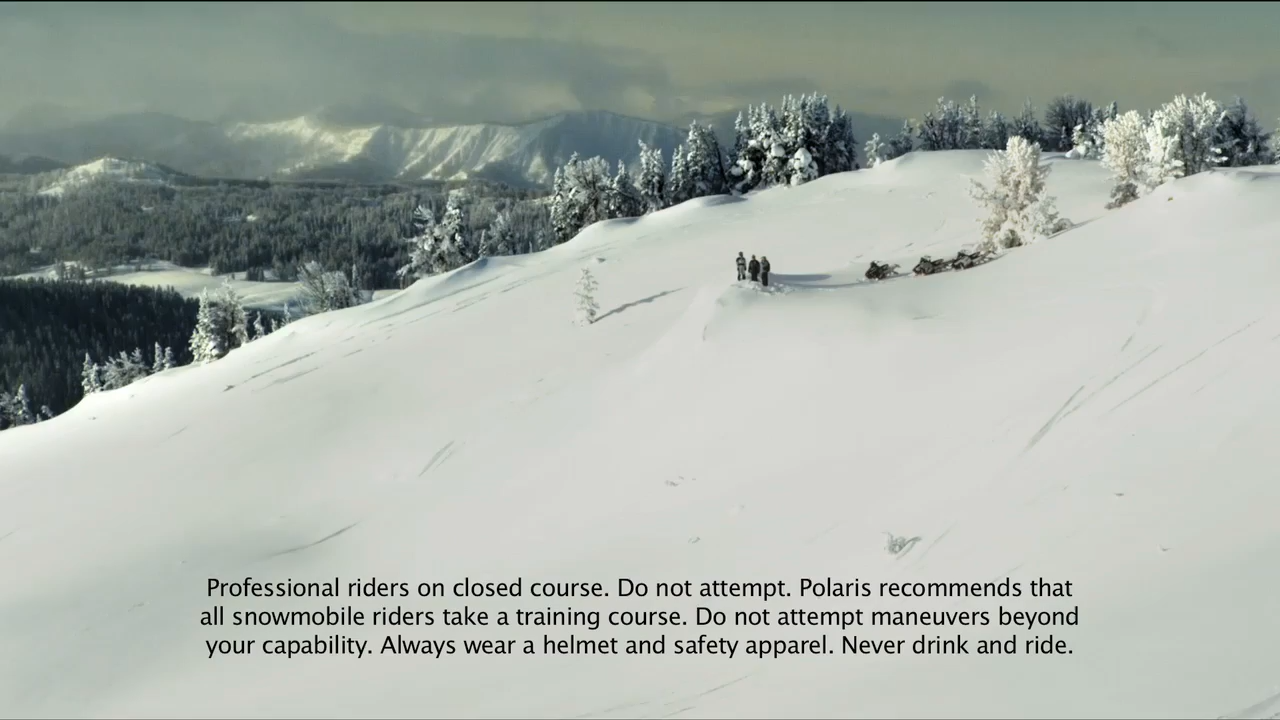 Professional riders on closed course. Do not attempt. Polaris recommends that
all snowmobile riders take a training course. Do not attempt maneuvers beyond
your capability. Always wear a helmet and safety apparel. Never drink and ride.